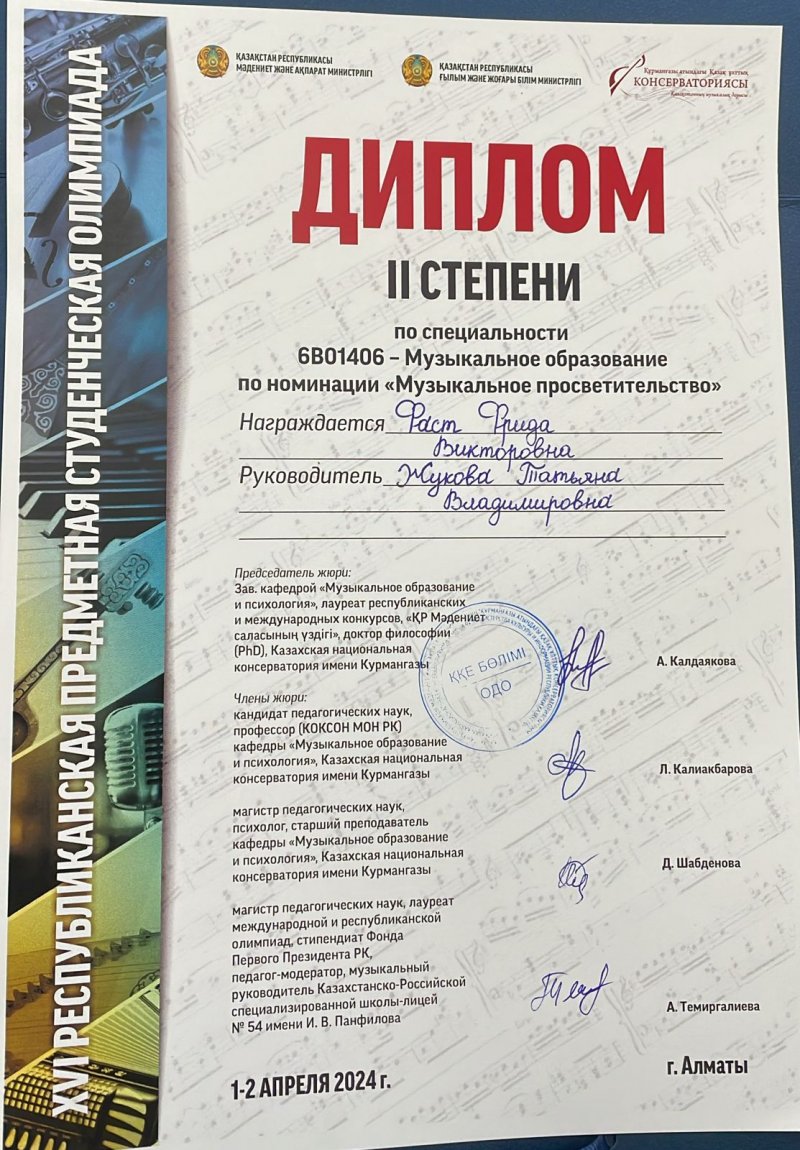 ҚАЗАҚСТАН РЕСПУБЛИКАСЫ
МӘДЕНИЕТ ЖӘНЕ АҚПАРАТ МИНИСТРЛІГІ
ҚАЗАҚСТАН РЕСПУБЛИКАСЫ
ҒЫЛЫМ ЖӘНЕ ЖОҒАРЫ БІЛІМ МИНИСТРЛІГІ
Құрманғазы атындағы Қазақ ұлттық
КОНСЕРВАТОРИЯСЫ
XVI РЕСПУБЛИКАНСКАЯ ПРЕДМЕТНАЯ СТУДЕНЧЕСКАЯ ОЛИМПИАДА
ДИПЛОМ
II СТЕПЕНИ
по специальности
6В01406 – Музыкальное образование
по номинации «Музыкальное просветительство»
Награждается Фаст Фрида
Викторовна
Руководитель Жукова Татьяна
Владимировна
Председатель жюри:
Зав. кафедрой «Музыкальное образование
и психология», лауреат республиканских
и международных конкурсов, «ҚР Мәдениет
саласының үздігі», доктор философии
(PhD), Казахская национальная
консерватория имени Курмангазы
А. Калдаякова
ҚКЕ БӨЛІМІ
ОДО
Члены жюри:
кандидат педагогических наук,
профессор (КОКСОН МОН РК)
кафедры «Музыкальное образование
и психология», Казахская национальная
консерватория имени Курмангазы
Л. Калиакбарова
магистр педагогических наук,
психолог, старший преподаватель
кафедры «Музыкальное образование
и психология», Казахская национальная
консерватория имени Курмангазы
Д. Шабденова
магистр педагогических наук, лауреат
международной и республиканской
олимпиад, стипендиат Фонда
Первого Президента РК,
педагог-модератор, музыкальный
руководитель Казахстанско-Российской
специализированной школы-лицей
№ 54 имени И. В. Панфилова
А. Темиргалиева
1-2 АПРЕЛЯ 2024 г.
г. Алматы